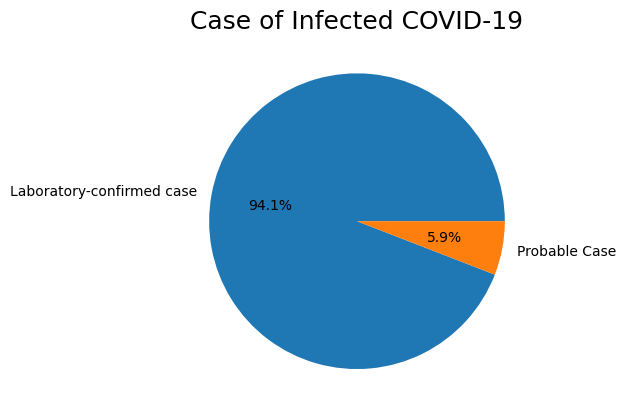 Case of Infected COVID-19
Laboratory-confirmed case
94.1%
5.9%
Probable Case